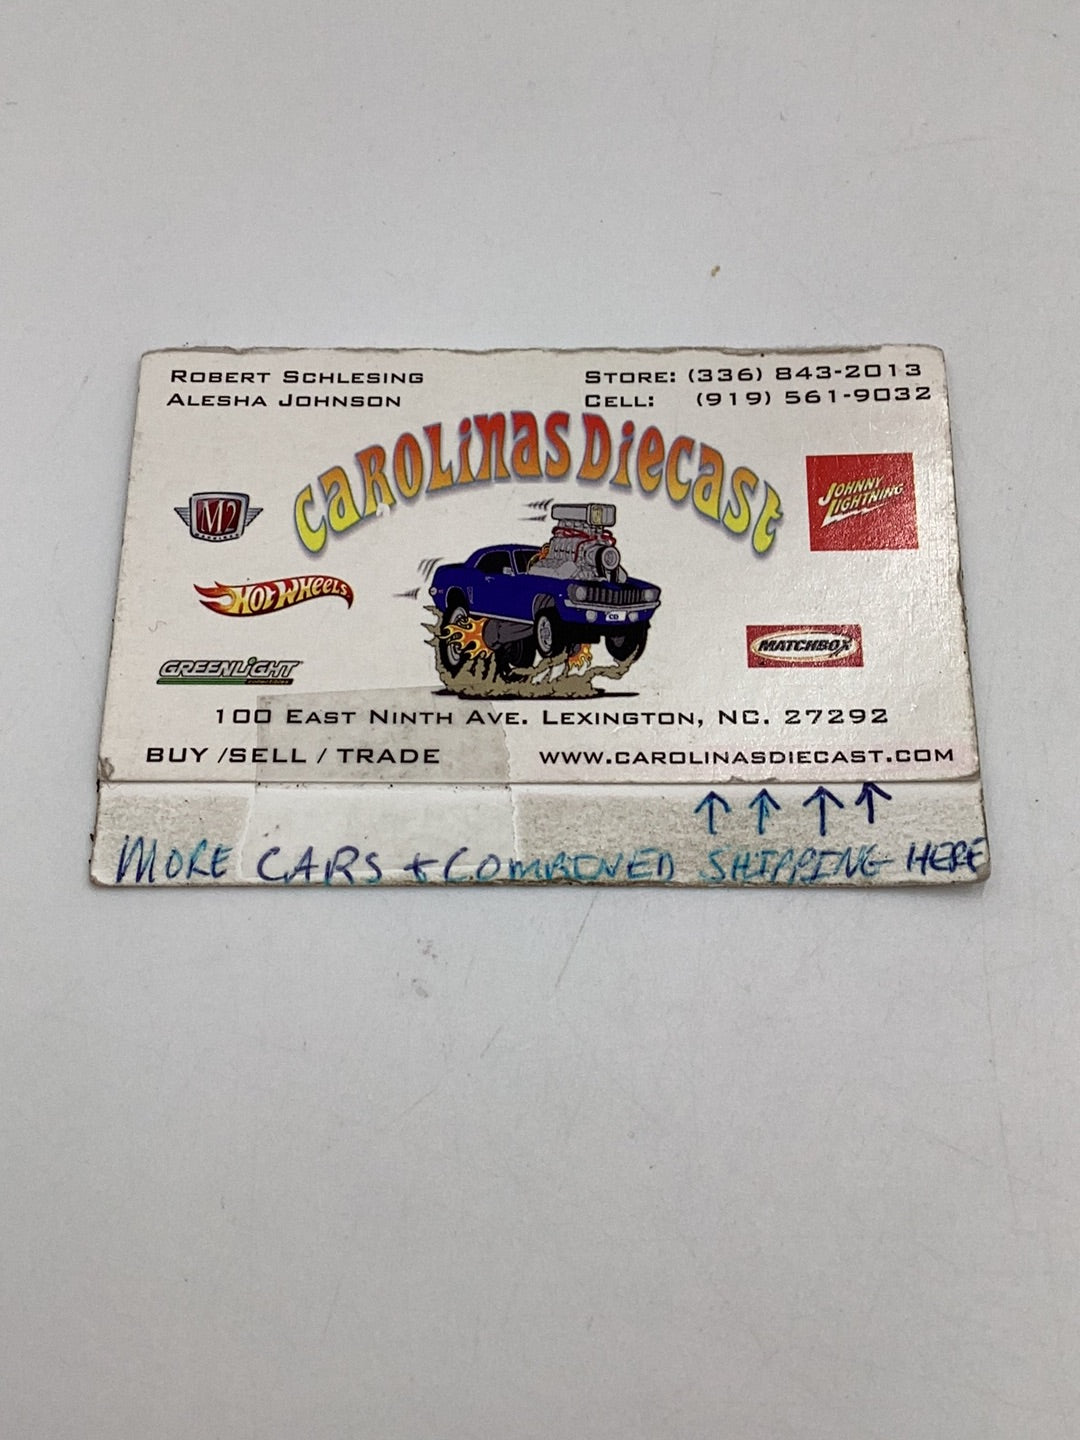 ROBERT SCHLESING
ALESHA JOHNSON
STORE: (336) 843-2013
CELL: (919) 561-9032
CAROLINAS DIECAST
M2
JOHNNY LIGHTNING
HOT WHEELS
CD
MATCHBOX
GREENLIGHT
collectibles
100 EAST NINTH AVE. LEXINGTON, NC. 27292
BUY /SELL / TRADE
WWW.CAROLINASDIECAST.COM
↑ ↑ ↑ ↑
MORE CARS + COMBINED SHIPPING HERE